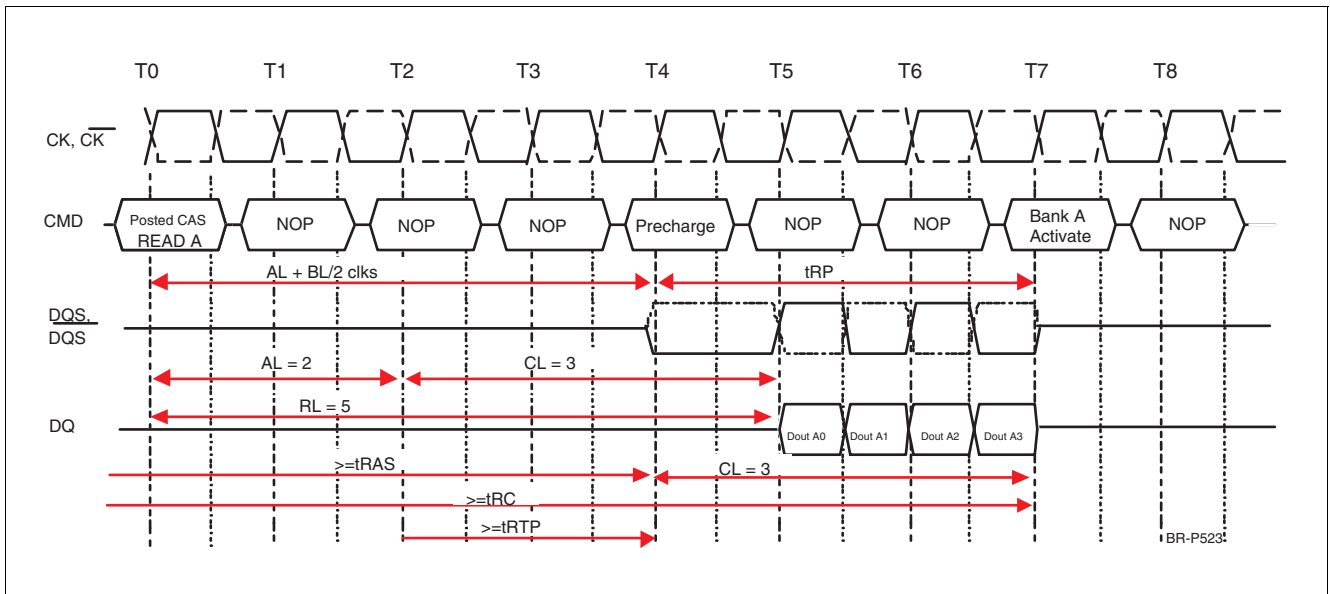 T0 T1 T2 T3 T4 T5 T6 T7 T8
CK, CK
CMD
Posted CAS
READ A
NOP
NOP
NOP
Precharge
NOP
NOP
Bank A
Activate
NOP
AL + BL/2 clks
tRP
DQS,
DQS
AL = 2
CL = 3
RL = 5
DQ
Dout A0
Dout A1
Dout A2
Dout A3
>=tRAS
CL = 3
>=tRC
>=tRTP
BR-P523